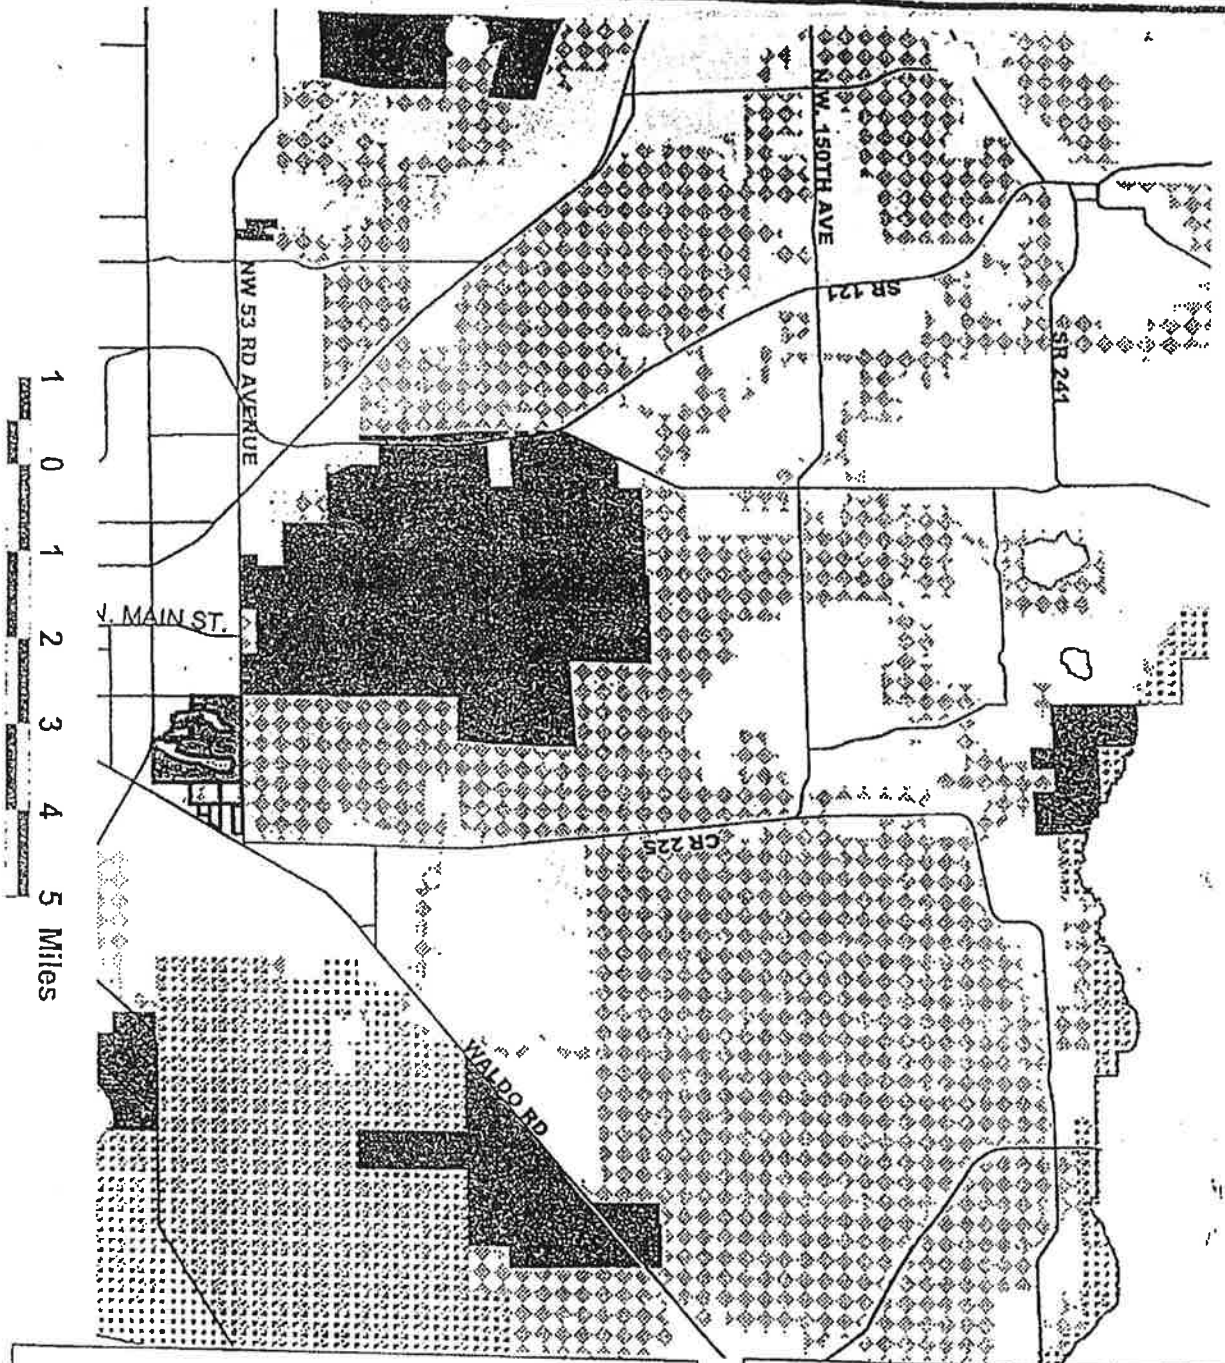 N.W. 150TH AVE
SR 121
SR 241
NW 53 RD AVENUE
MAIN ST.
CR 225
WALDO RD
1 0 1 2 3 4 5 Miles